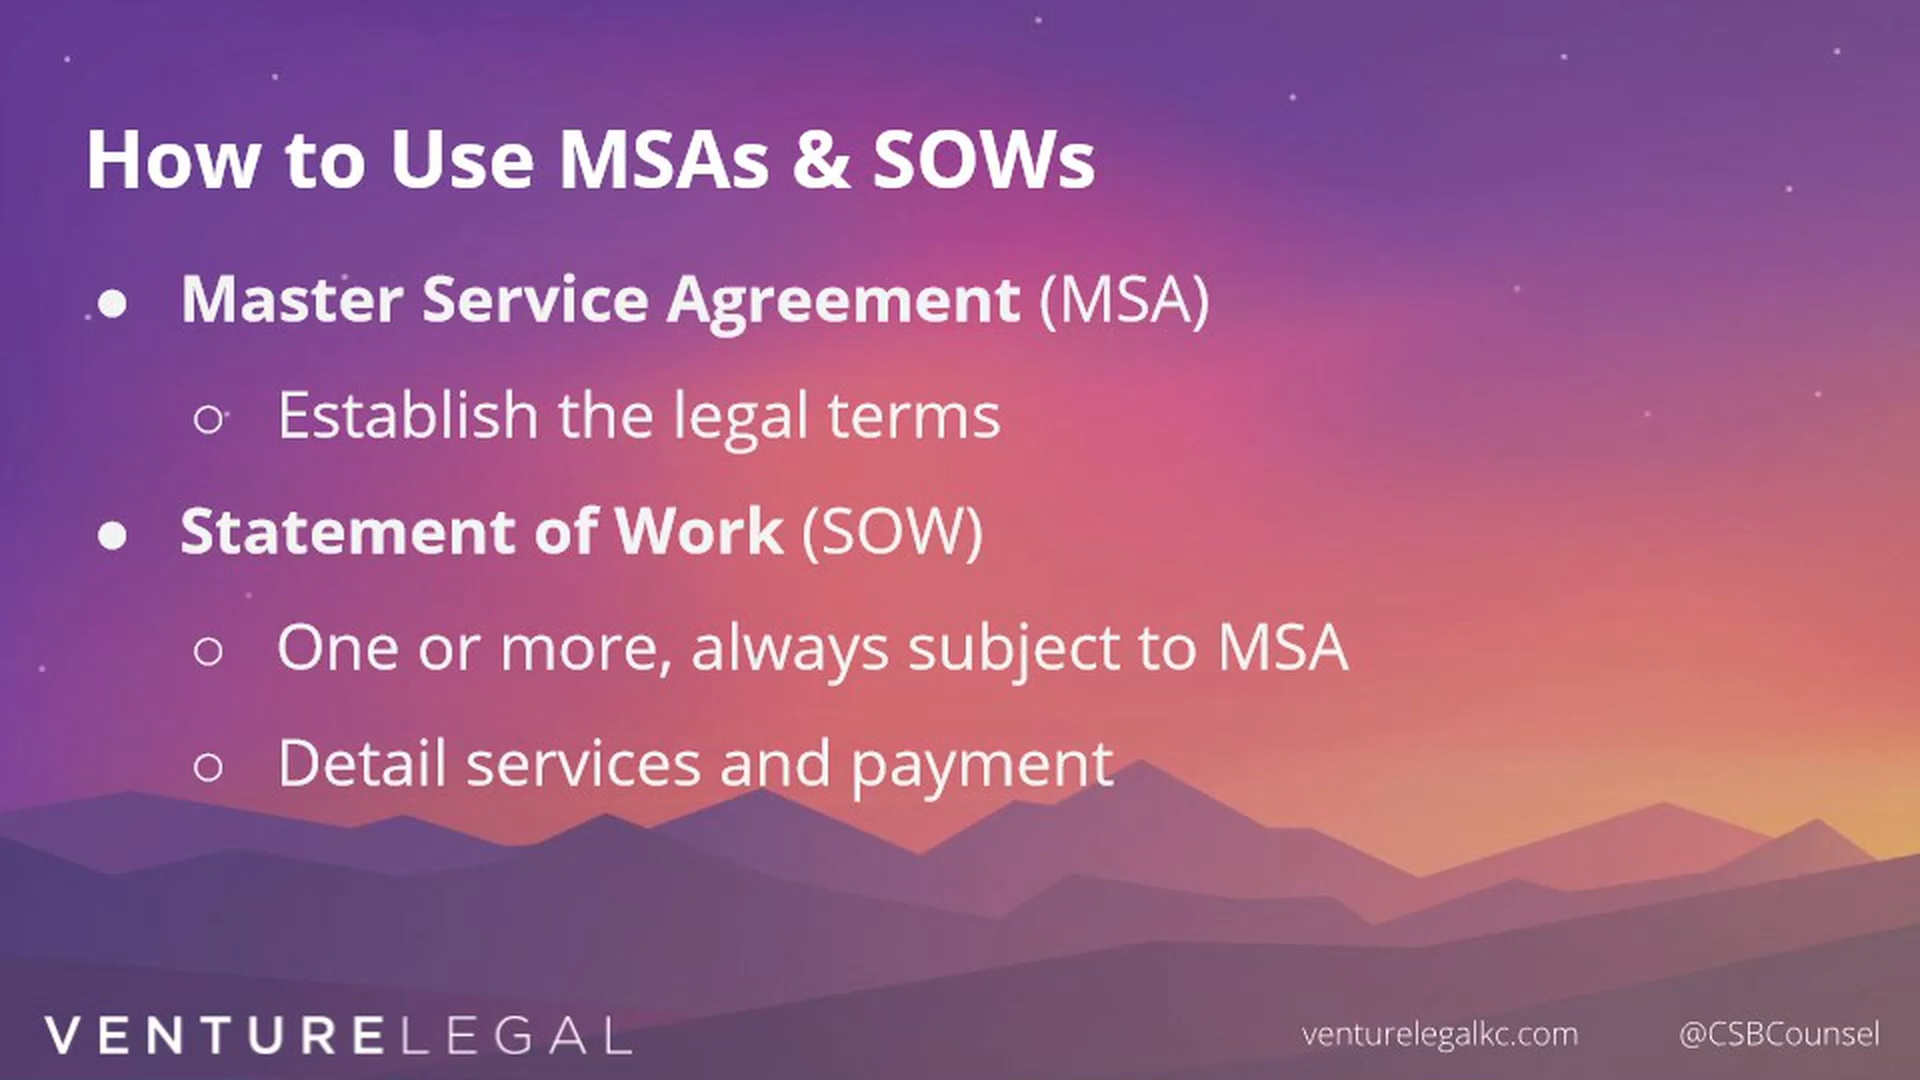 How to Use MSAs & SOWs
● Master Service Agreement (MSA)
○ Establish the legal terms
● Statement of Work (SOW)
○ One or more, always subject to MSA
○ Detail services and payment
VENTURELEGAL
venturelegalkc.com
@CSBCounsel